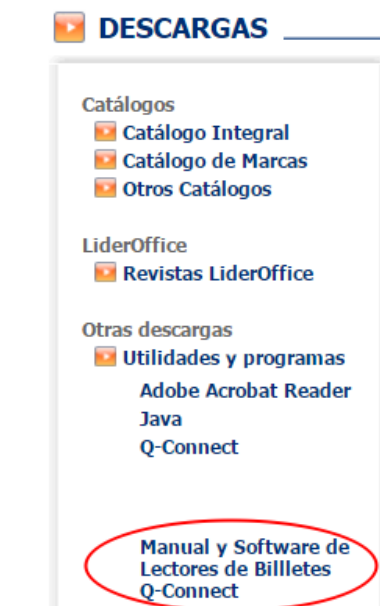 DESCARGAS
Catálogos
Catálogo Integral
Catálogo de Marcas
Otros Catálogos
LiderOffice
Revistas LiderOffice
Otras descargas
Utilidades y programas
Adobe Acrobat Reader
Java
Q-Connect
Manual y Software de
Lectores de Billletes
Q-Connect